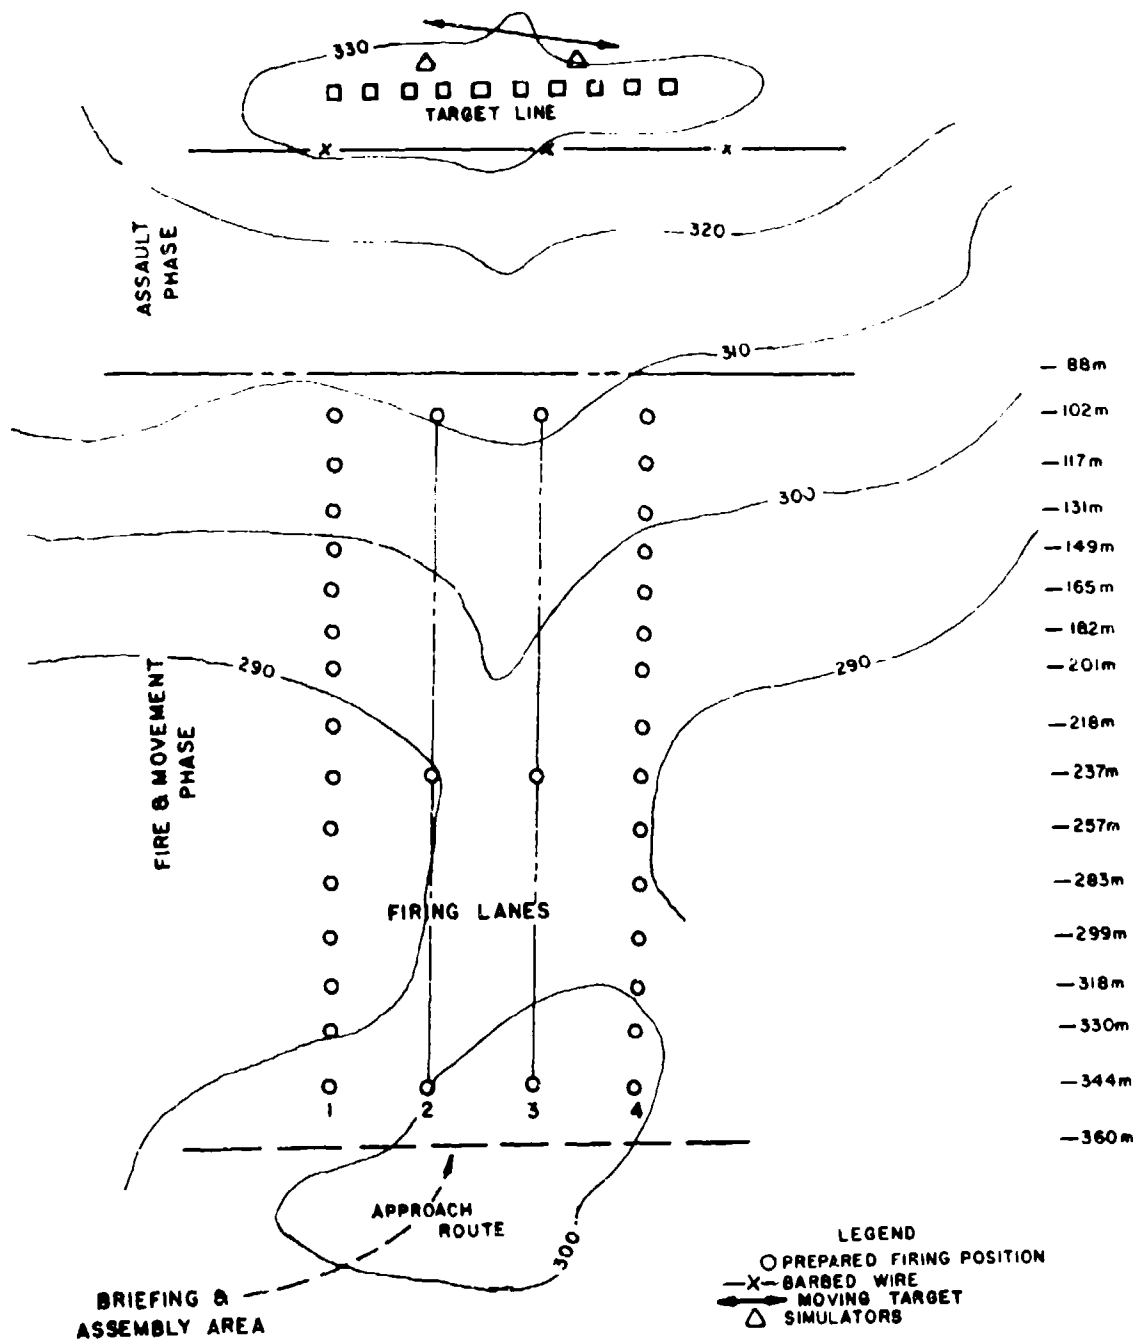 330
TARGET LINE
X X X
320
ASSAULT
PHASE
310
— 88m
— 102m
— 117m
300
— 131m
— 149m
— 165m
— 182m
— 201m
290
290
— 218m
FIRE & MOVEMENT
PHASE
— 237m
— 257m
— 283m
FIRING LANES
— 299m
— 318m
— 330m
— 344m
1 2 3 4
— 360m
APPROACH
ROUTE
300
BRIEFING &
ASSEMBLY AREA
LEGEND
PREPARED FIRING POSITION
—X— BARBED WIRE
MOVING TARGET
SIMULATORS